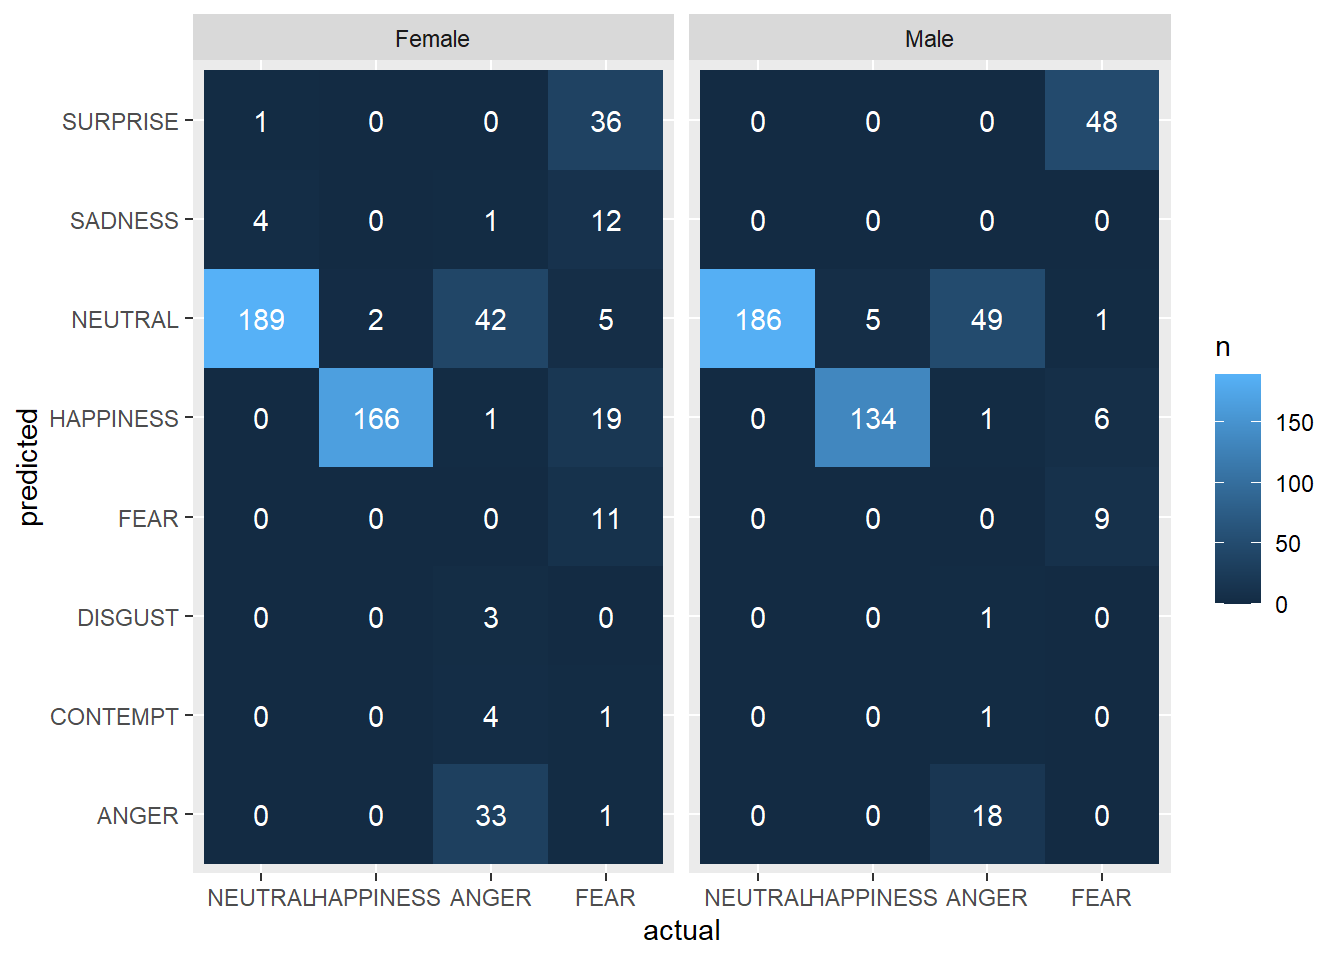 Female Male
SURPRISE 1 0 0 36 0 0 0 48
SADNESS 4 0 1 12 0 0 0 0
NEUTRAL 189 2 42 5 186 5 49 1
HAPPINESS 0 166 1 19 0 134 1 6
FEAR 0 0 0 11 0 0 0 9
DISGUST 0 0 3 0 0 0 1 0
CONTEMPT 0 0 4 1 0 0 1 0
ANGER 0 0 33 1 0 0 18 0
NEUTRAL HAPPINESS ANGER FEAR NEUTRAL HAPPINESS ANGER FEAR
actual
predicted
n
150
100
50
0